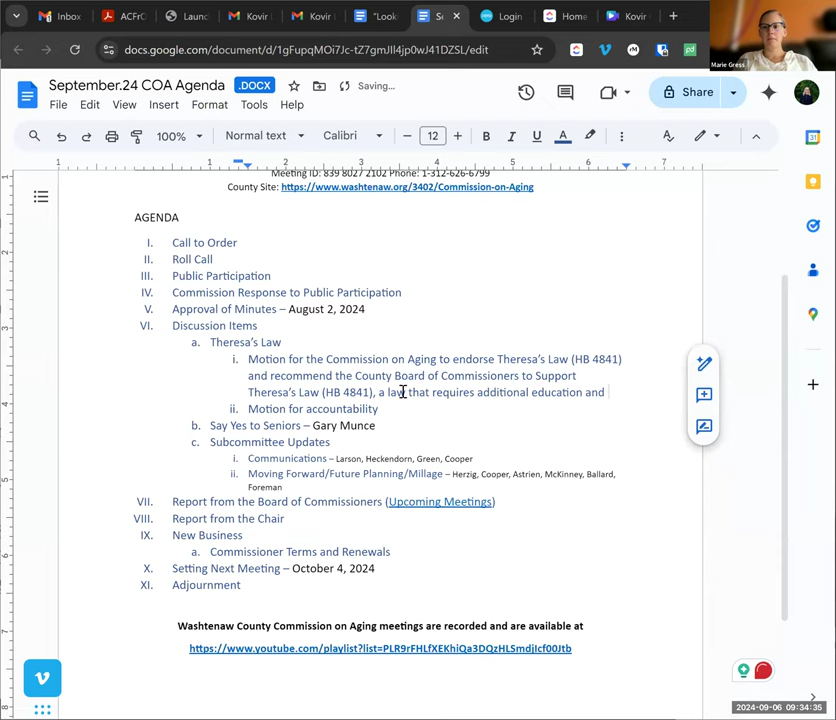 Inbox
ACFrO
Launc
Kovir
Kovir
"Look
Se
Login
Home
Kovir
docs.google.com/document/d/1gFupqMOi7Jc-tZ7gmJIl4jp0wJ41DZSL/edit
Marie Gress
September.24 COA Agenda .DOCX Saving...
File Edit View Insert Format Tools Help
Share
100% Normal text Calibri 12
B I U A
1 1 2 3 4 5 6 7
Meeting ID: 839 8027 2102 Phone: 1-312-626-6799
County Site: https://www.washtenaw.org/3402/Commission-on-Aging
AGENDA
I. Call to Order
II. Roll Call
III. Public Participation
IV. Commission Response to Public Participation
V. Approval of Minutes – August 2, 2024
VI. Discussion Items
a. Theresa's Law
i. Motion for the Commission on Aging to endorse Theresa's Law (HB 4841)
and recommend the County Board of Commissioners to Support
Theresa's Law (HB 4841), a law that requires additional education and
ii. Motion for accountability
b. Say Yes to Seniors – Gary Munce
c. Subcommittee Updates
i. Communications – Larson, Heckendorn, Green, Cooper
ii. Moving Forward/Future Planning/Millage – Herzig, Cooper, Astrien, McKinney, Ballard,
Foreman
VII. Report from the Board of Commissioners (Upcoming Meetings)
VIII. Report from the Chair
IX. New Business
a. Commissioner Terms and Renewals
X. Setting Next Meeting – October 4, 2024
XI. Adjournment
Washtenaw County Commission on Aging meetings are recorded and are available at
https://www.youtube.com/playlist?list=PLR9rFHLfXEKhiQa3DQzHLSmdjIcf00Jtb
2024-09-06 09:34:35